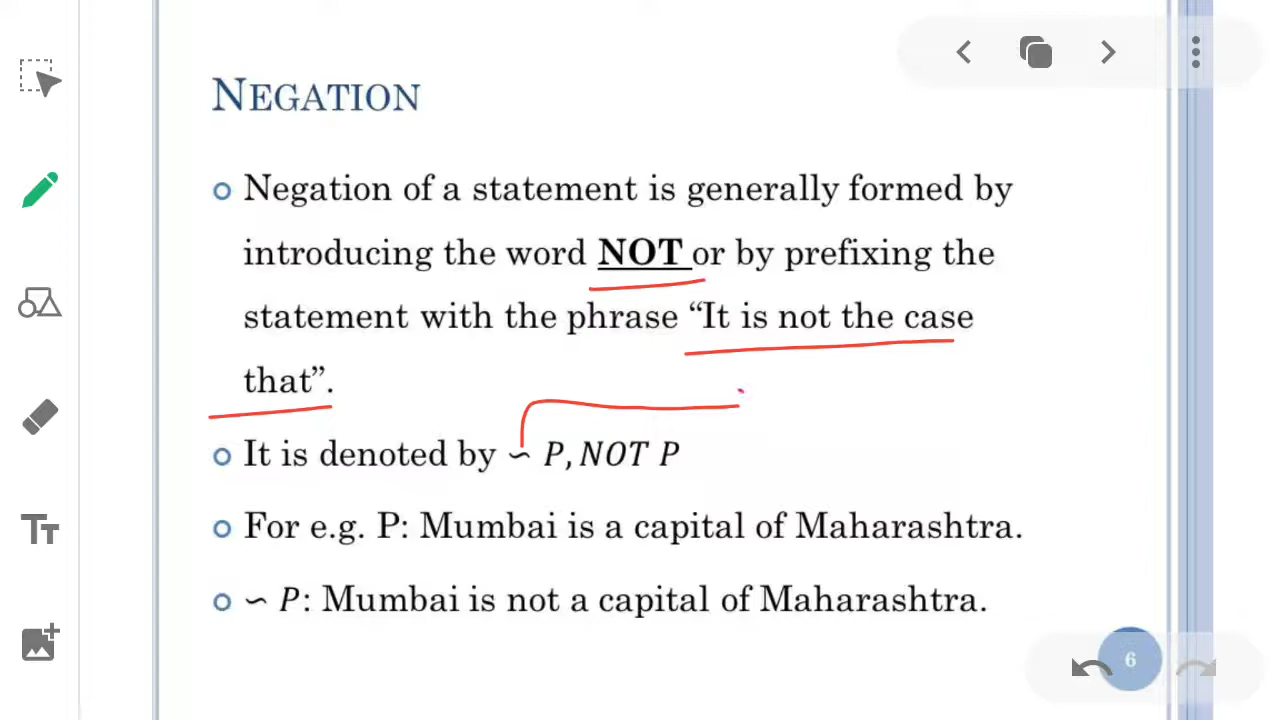 NEGATION
Negation of a statement is generally formed by
introducing the word NOT or by prefixing the
statement with the phrase “It is not the case
that”.
It is denoted by ∽ P, NOT P
For e.g. P: Mumbai is a capital of Maharashtra.
∽ P: Mumbai is not a capital of Maharashtra.
6
TT